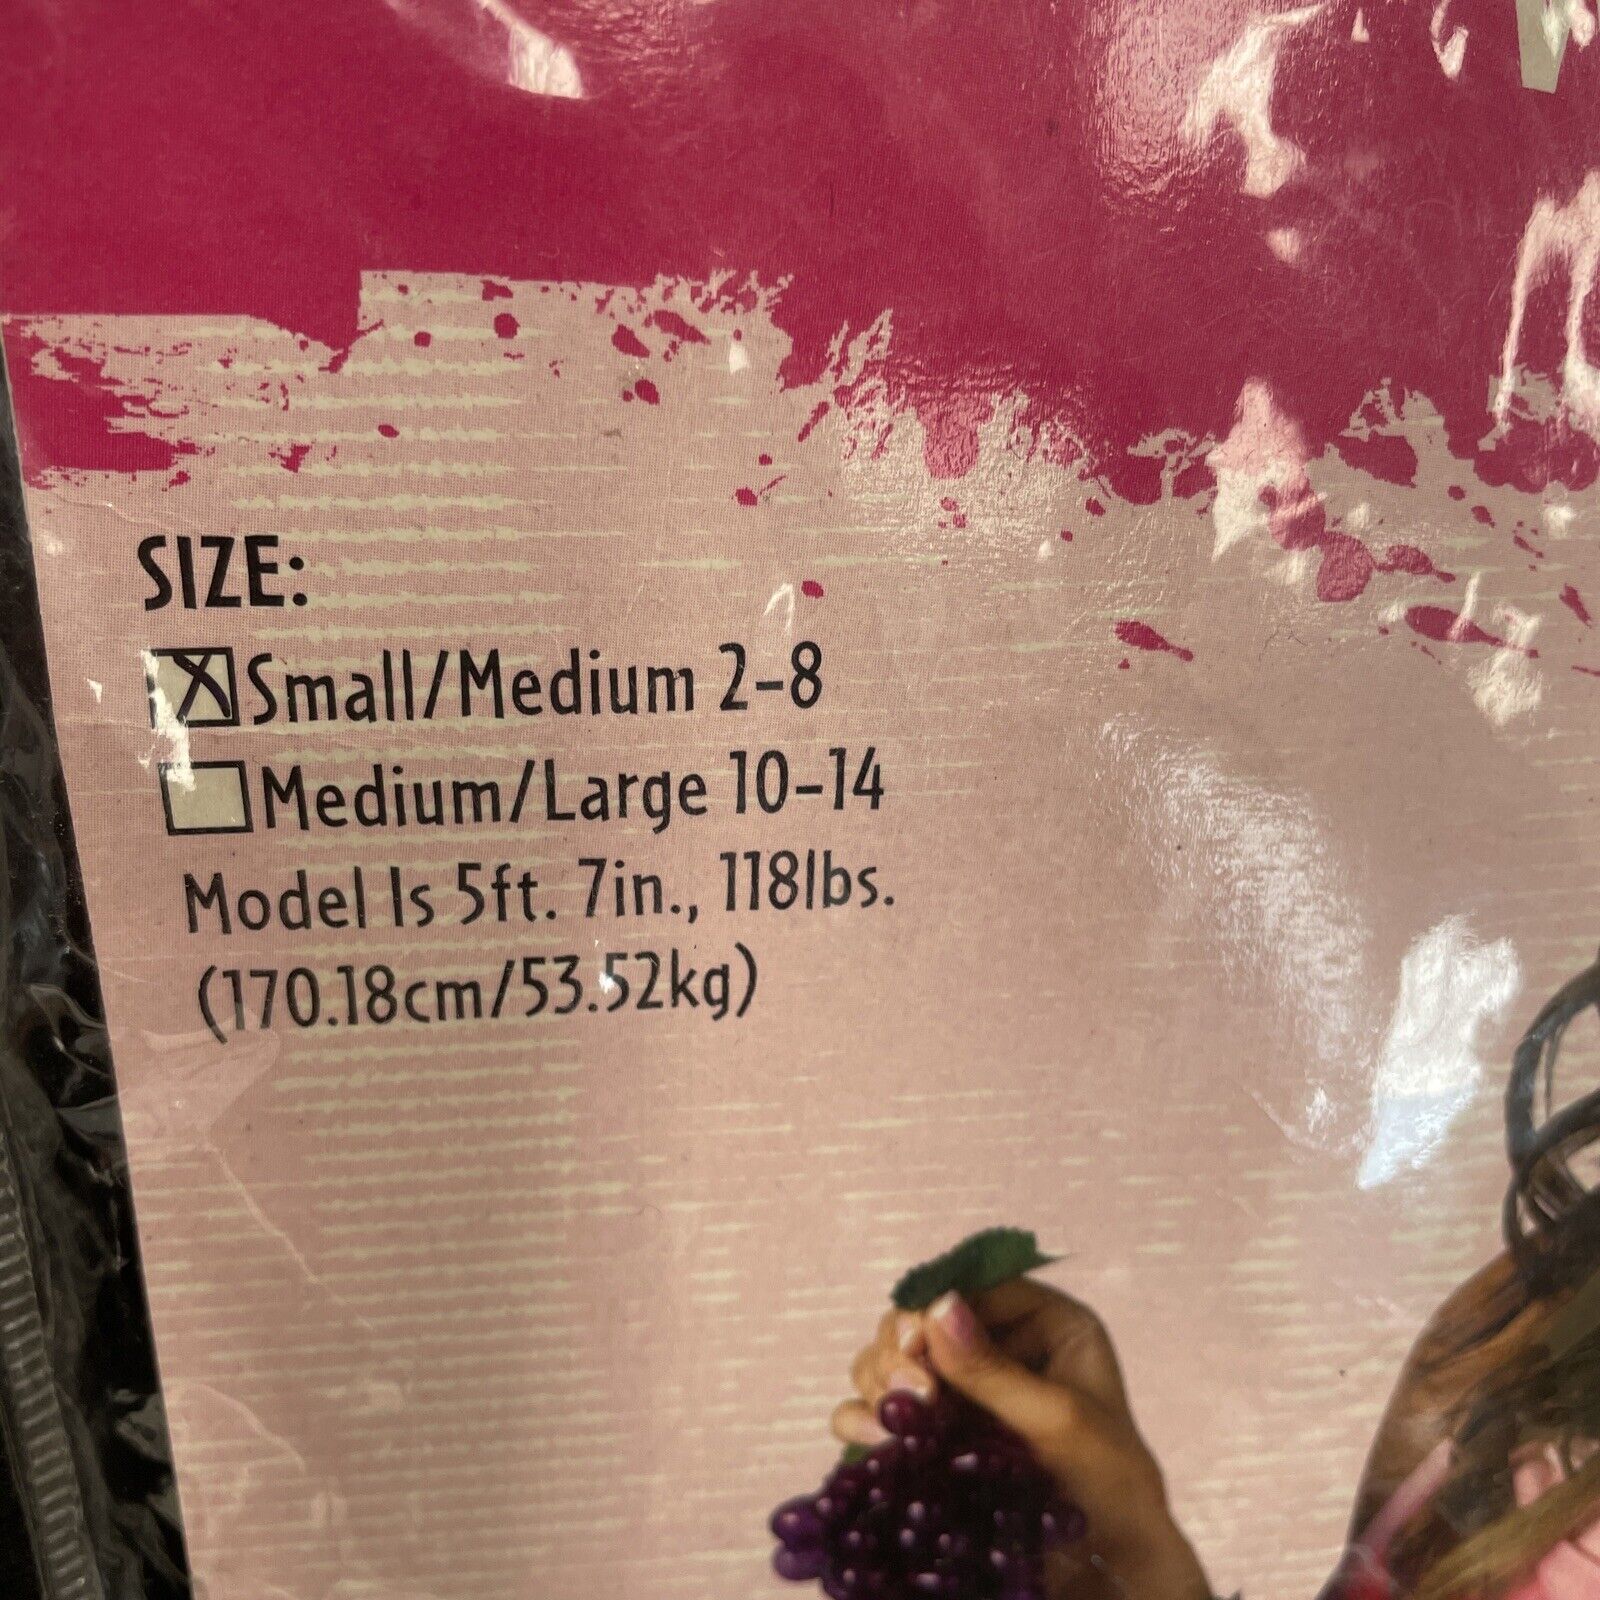 SIZE:
Small/Medium 2-8
Medium/Large 10-14
Model Is 5ft. 7in., 118lbs.
(170.18cm/53.52kg)